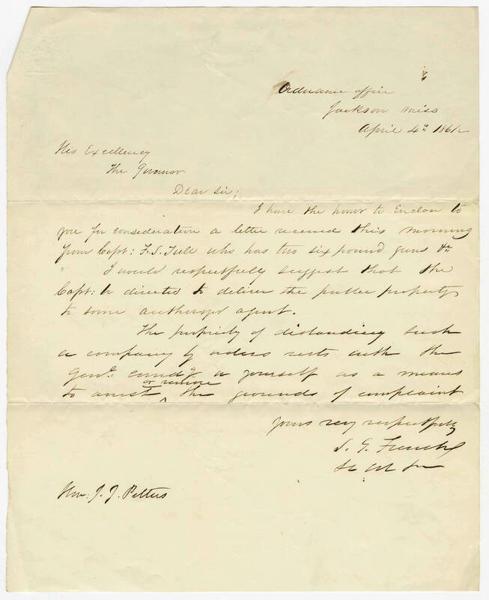 Ordnance Office
Jackson Miss
April 4th 1861
His Excellency
The Governor
Dear Sir;
I have the honor to Enclose to
you for consideration a letter received this morning
from Capt: F. S. who has two six pound guns &c
I would respectfully suggest that the
Capt: be directed to deliver the public property
to some authorized agent.
The propriety of disbanding such
a company by orders rests with the
Genl. Comdg or yourself as a means
to arrest or remove the grounds of complaint
Yours very respectfully
S. G. French
Hon: J. J. Pettus